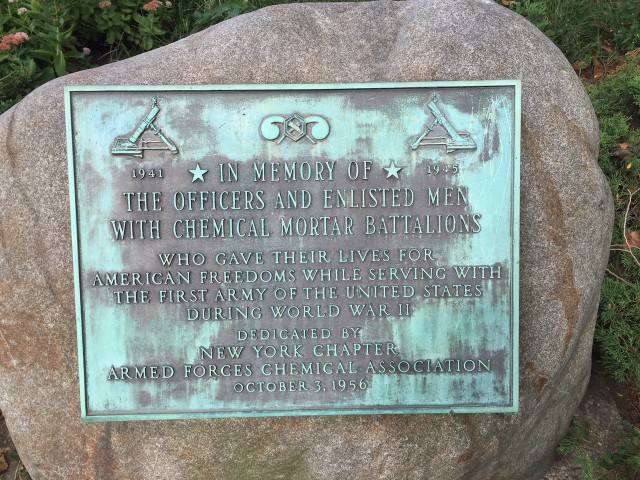 1941 1945
★ IN MEMORY OF ★
THE OFFICERS AND ENLISTED MEN
WITH CHEMICAL MORTAR BATTALIONS
WHO GAVE THEIR LIVES FOR
AMERICAN FREEDOMS WHILE SERVING WITH
THE FIRST ARMY OF THE UNITED STATES
DURING WORLD WAR II
DEDICATED BY
NEW YORK CHAPTER
ARMED FORCES CHEMICAL ASSOCIATION
OCTOBER 3, 1956